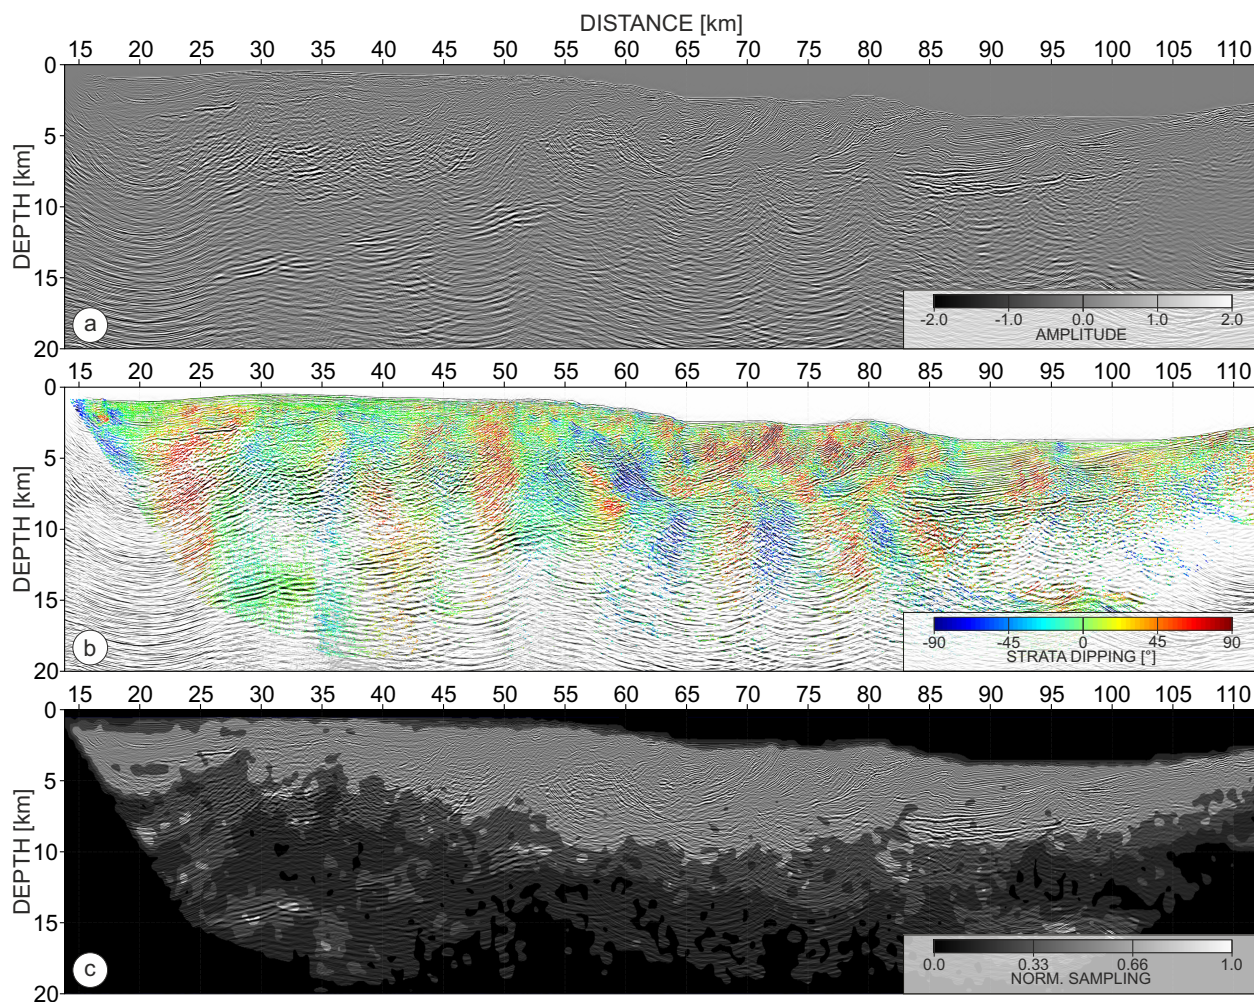 DISTANCE [km]
15 20 25 30 35 40 45 50 55 60 65 70 75 80 85 90 95 100 105 110
0
5
10
15
20
DEPTH [km]
a
-2.0 -1.0 0.0 1.0 2.0
AMPLITUDE
15 20 25 30 35 40 45 50 55 60 65 70 75 80 85 90 95 100 105 110
0
5
10
15
20
DEPTH [km]
b
-90 -45 0 45 90
STRATA DIPPING [°]
15 20 25 30 35 40 45 50 55 60 65 70 75 80 85 90 95 100 105 110
0
5
10
15
20
DEPTH [km]
c
0.0 0.33 0.66 1.0
NORM. SAMPLING